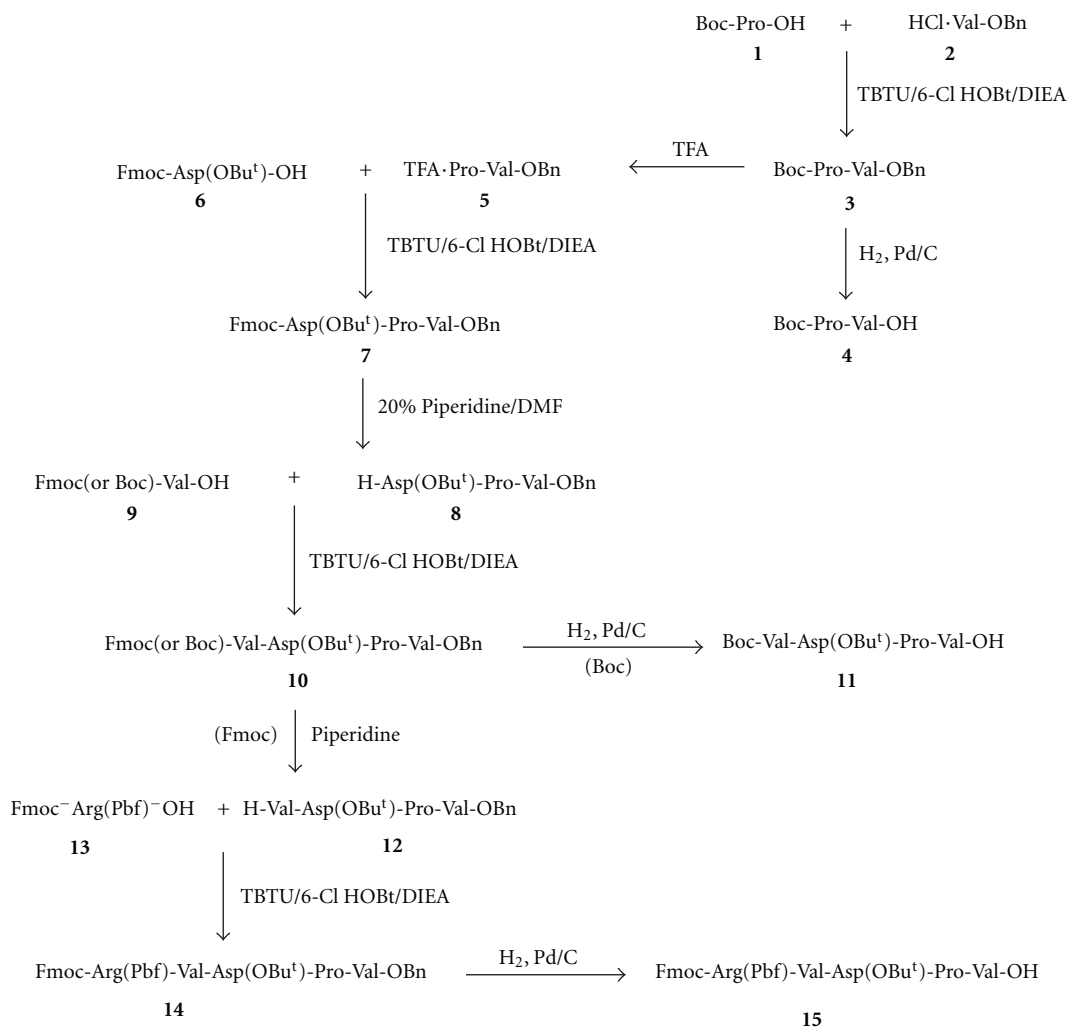 Boc-Pro-OH + HCl·Val-OBn
1 2
TBTU/6-Cl HOBt/DIEA
Fmoc-Asp(OBuᵗ)-OH + TFA·Pro-Val-OBn TFA Boc-Pro-Val-OBn
6 5 3
TBTU/6-Cl HOBt/DIEA
H₂, Pd/C
Fmoc-Asp(OBuᵗ)-Pro-Val-OBn Boc-Pro-Val-OH
7 4
20% Piperidine/DMF
Fmoc(or Boc)-Val-OH + H-Asp(OBuᵗ)-Pro-Val-OBn
9 8
TBTU/6-Cl HOBt/DIEA
Fmoc(or Boc)-Val-Asp(OBuᵗ)-Pro-Val-OBn H₂, Pd/C (Boc) Boc-Val-Asp(OBuᵗ)-Pro-Val-OH
10 11
(Fmoc) Piperidine
Fmoc⁻Arg(Pbf)⁻OH + H-Val-Asp(OBuᵗ)-Pro-Val-OBn
13 12
TBTU/6-Cl HOBt/DIEA
Fmoc-Arg(Pbf)-Val-Asp(OBuᵗ)-Pro-Val-OBn H₂, Pd/C Fmoc-Arg(Pbf)-Val-Asp(OBuᵗ)-Pro-Val-OH
14 15